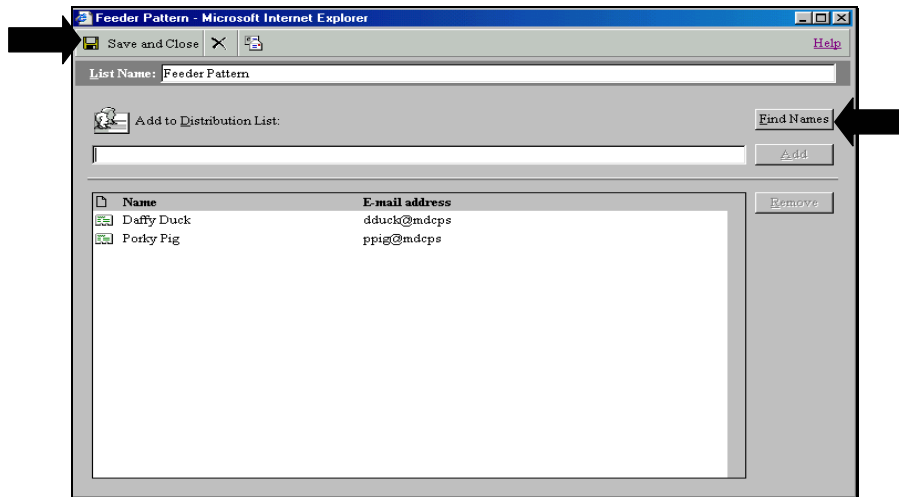 Feeder Pattern - Microsoft Internet Explorer
Save and Close Help
List Name: Feeder Pattern
Add to Distribution List: Find Names
Add
Name E-mail address Remove
Daffy Duck dduck@mdcps
Porky Pig ppig@mdcps